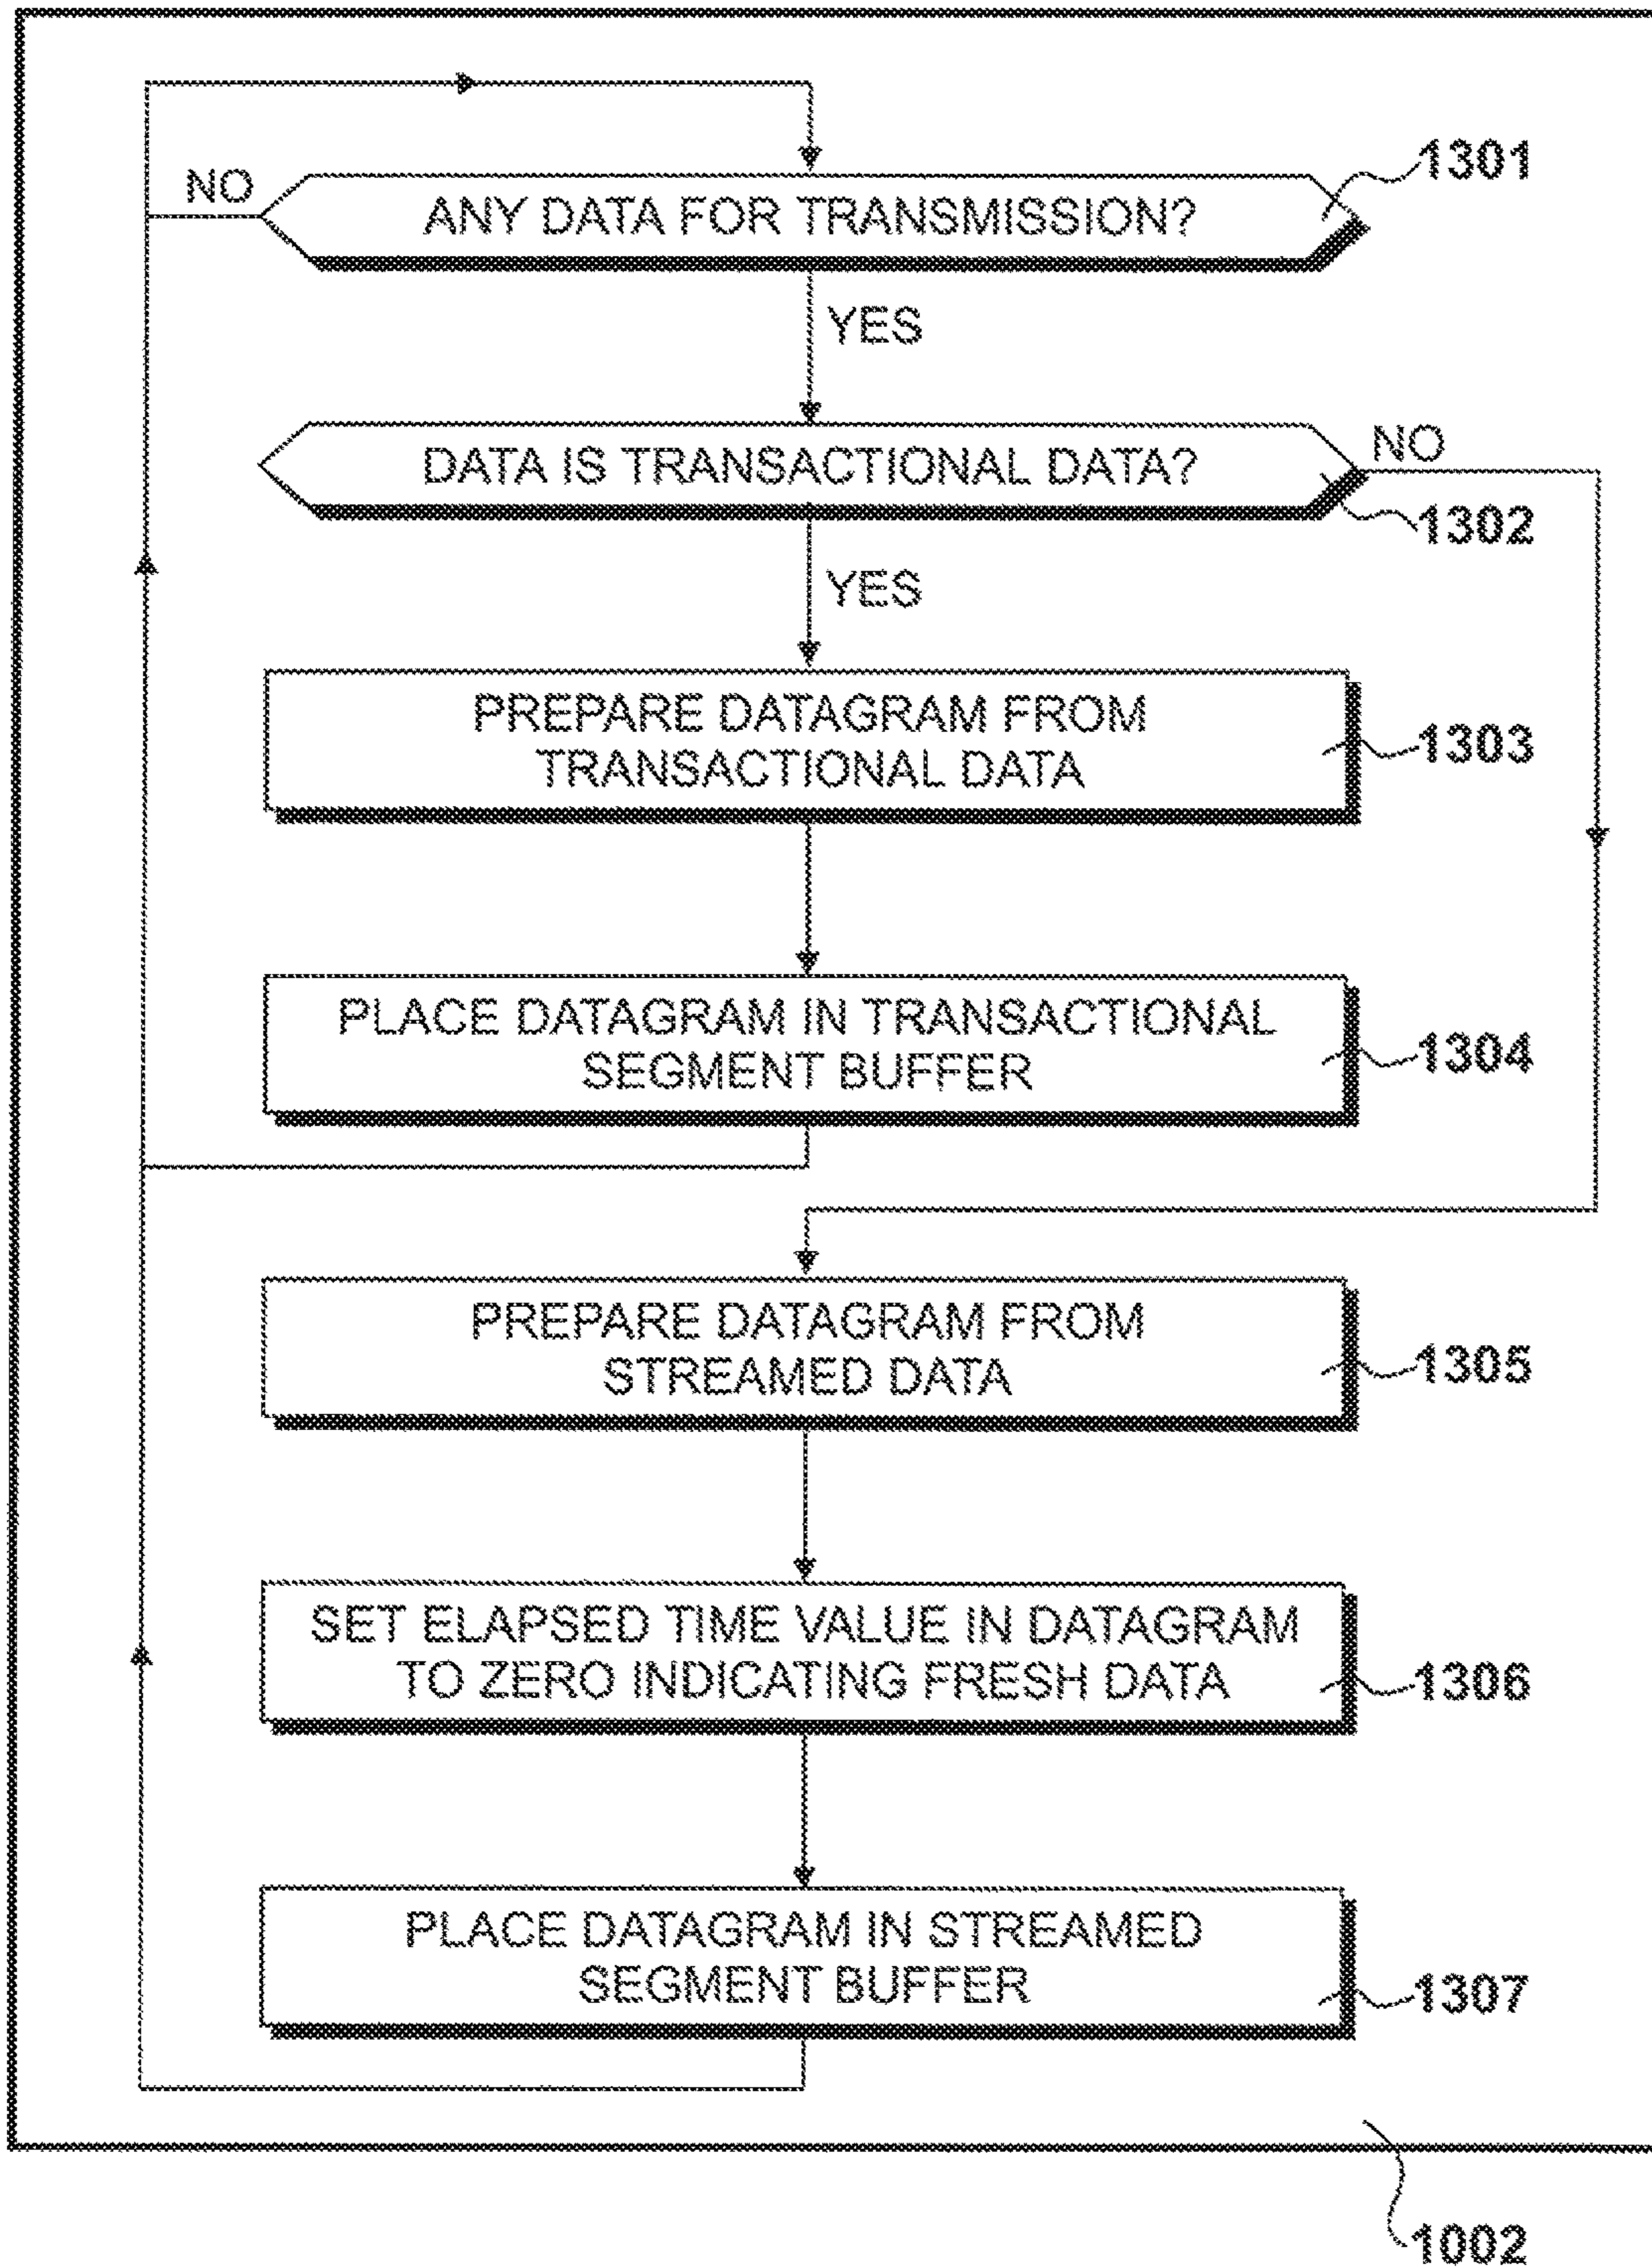 NO
ANY DATA FOR TRANSMISSION?
1301
YES
DATA IS TRANSACTIONAL DATA?
NO
1302
YES
PREPARE DATAGRAM FROM
TRANSACTIONAL DATA
1303
PLACE DATAGRAM IN TRANSACTIONAL
SEGMENT BUFFER
1304
PREPARE DATAGRAM FROM
STREAMED DATA
1305
SET ELAPSED TIME VALUE IN DATAGRAM
TO ZERO INDICATING FRESH DATA
1306
PLACE DATAGRAM IN STREAMED
SEGMENT BUFFER
1307
1002